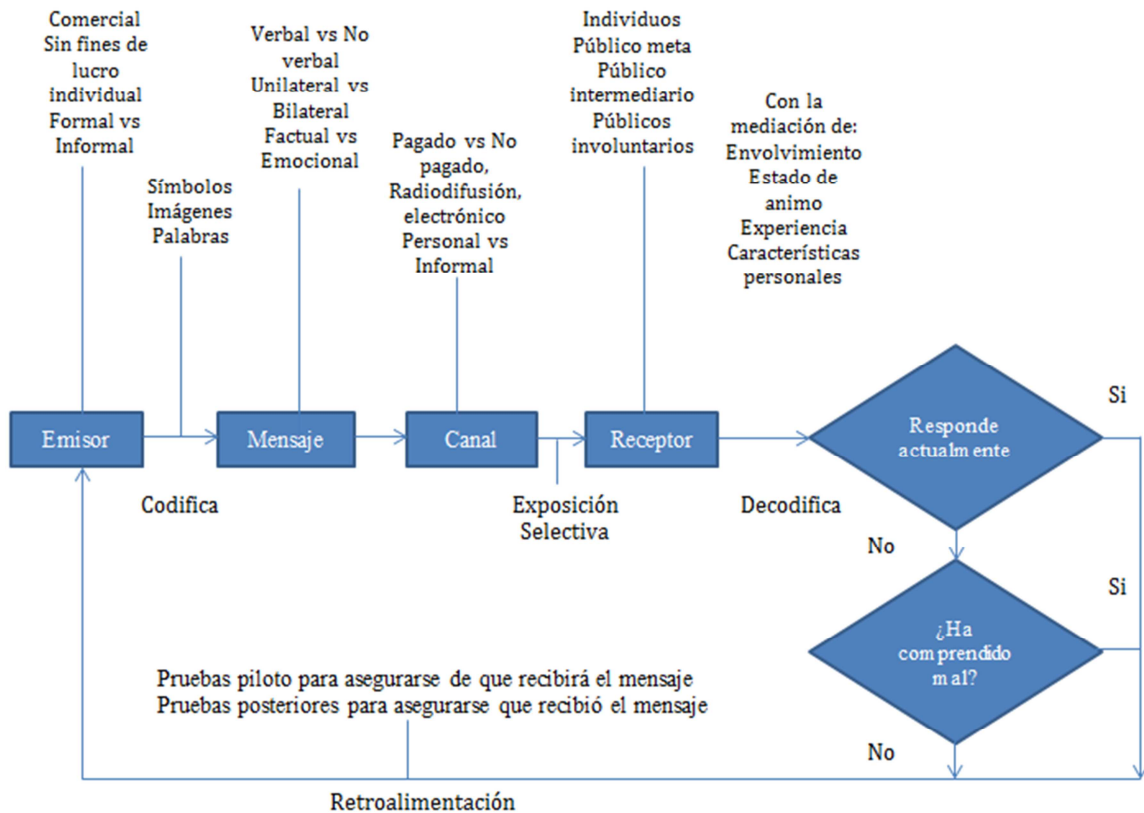 Comercial
Sin fines de
lucro
individual
Formal vs
Informal
Símbolos
Imágenes
Palabras
Verbal vs No
verbal
Unilateral vs
Bilateral
Factual vs
Emocional
Pagado vs No
pagado,
Radiodifusión,
electrónico
Personal vs
Informal
Individuos
Público meta
Público
intermediario
Públicos
involuntarios
Con la
mediación de:
Envolvimiento
Estado de
animo
Experiencia
Características
personales
Emisor
Codifica
Mensaje
Canal
Exposición
Selectiva
Receptor
Decodifica
Responde
actualmente
Si
No
¿Ha
comprendido
mal?
Si
No
Pruebas piloto para asegurarse de que recibirá el mensaje
Pruebas posteriores para asegurarse que recibió el mensaje
Retroalimentación